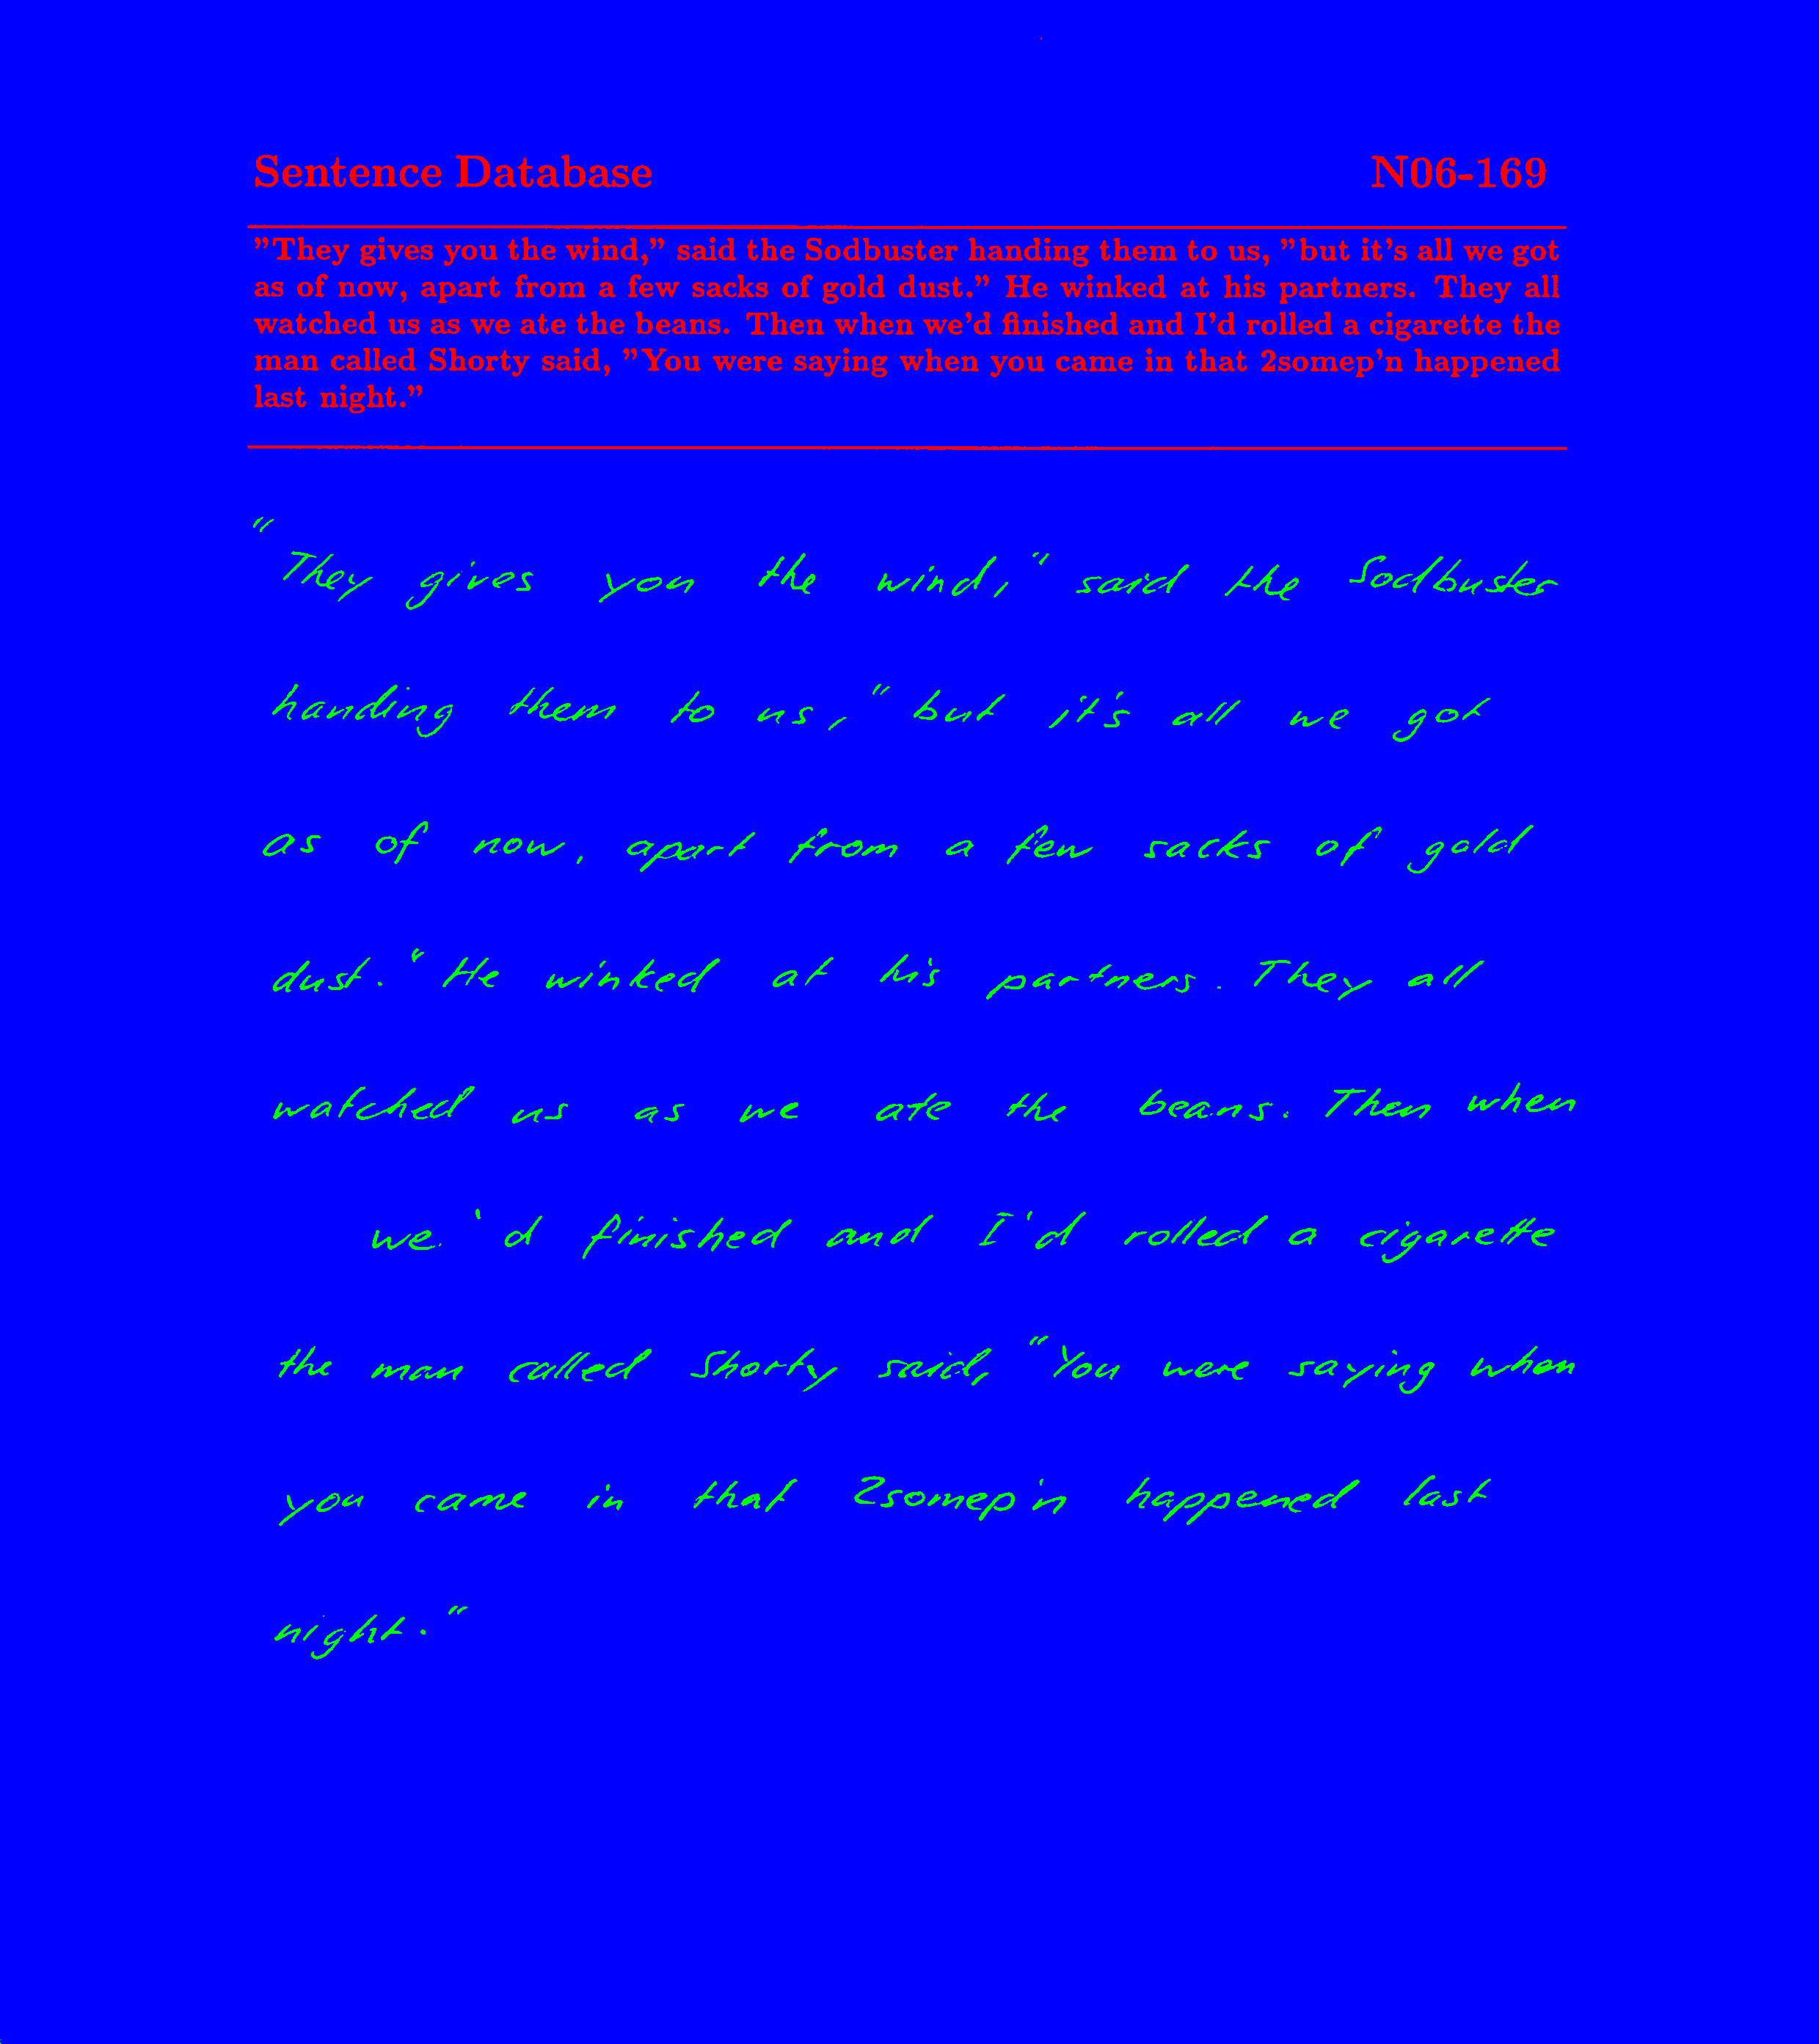 Sentence Database N06-169
"They gives you the wind," said the Sodbuster handing them to us, "but it's all we got
as of now, apart from a few sacks of gold dust." He winked at his partners. They all
watched us as we ate the beans. Then when we'd finished and I'd rolled a cigarette the
man called Shorty said, "You were saying when you came in that 2somep'n happened
last night."
"They gives you the wind," said the Sodbuster
handing them to us, "but it's all we got
as of now, apart from a few sacks of gold
dust." He winked at his partners. They all
watched us as we ate the beans. Then when
we'd finished and I'd rolled a cigarette
the man called Shorty said, "You were saying when
you came in that 2somep'n happened last
night."